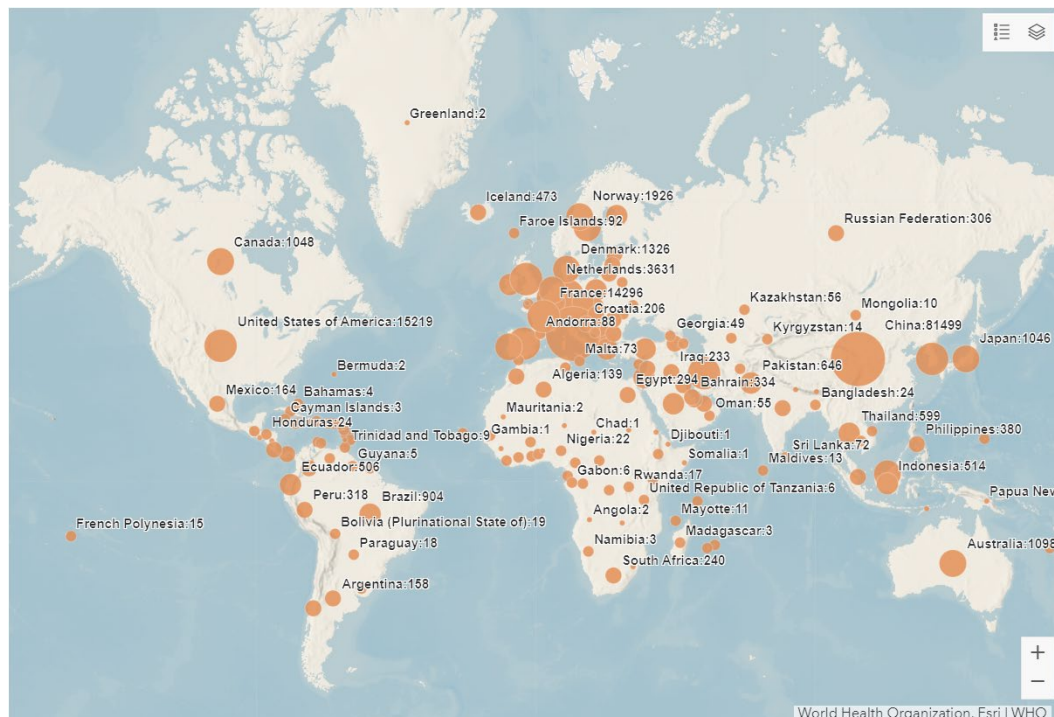 Greenland:2
Iceland:473
Norway:1926
Faroe Islands:92
Russian Federation:306
Canada:1048
Denmark:1326
Netherlands:3631
France:14296
Kazakhstan:56
Mongolia:10
Croatia:206
United States of America:15219
Andorra:88
Georgia:49
Kyrgyzstan:14
China:81499
Japan:1046
Malta:73
Iraq:233
Bermuda:2
Algeria:139
Pakistan:646
Egypt:294
Bahrain:334
Mexico:164
Bahamas:4
Bangladesh:24
Cayman Islands:3
Mauritania:2
Oman:55
Honduras:24
Gambia:1
Chad:1
Thailand:599
Trinidad and Tobago:9
Nigeria:22
Djibouti:1
Philippines:380
Guyana:5
Somalia:1
Sri Lanka:72
Maldives:13
Ecuador:506
Gabon:6
Rwanda:17
Indonesia:514
Peru:318
Brazil:904
United Republic of Tanzania:6
Papua New
French Polynesia:15
Bolivia (Plurinational State of):19
Angola:2
Mayotte:11
Paraguay:18
Madagascar:3
Namibia:3
Australia:1098
South Africa:240
Argentina:158
+
−
World Health Organization, Esri | WHO